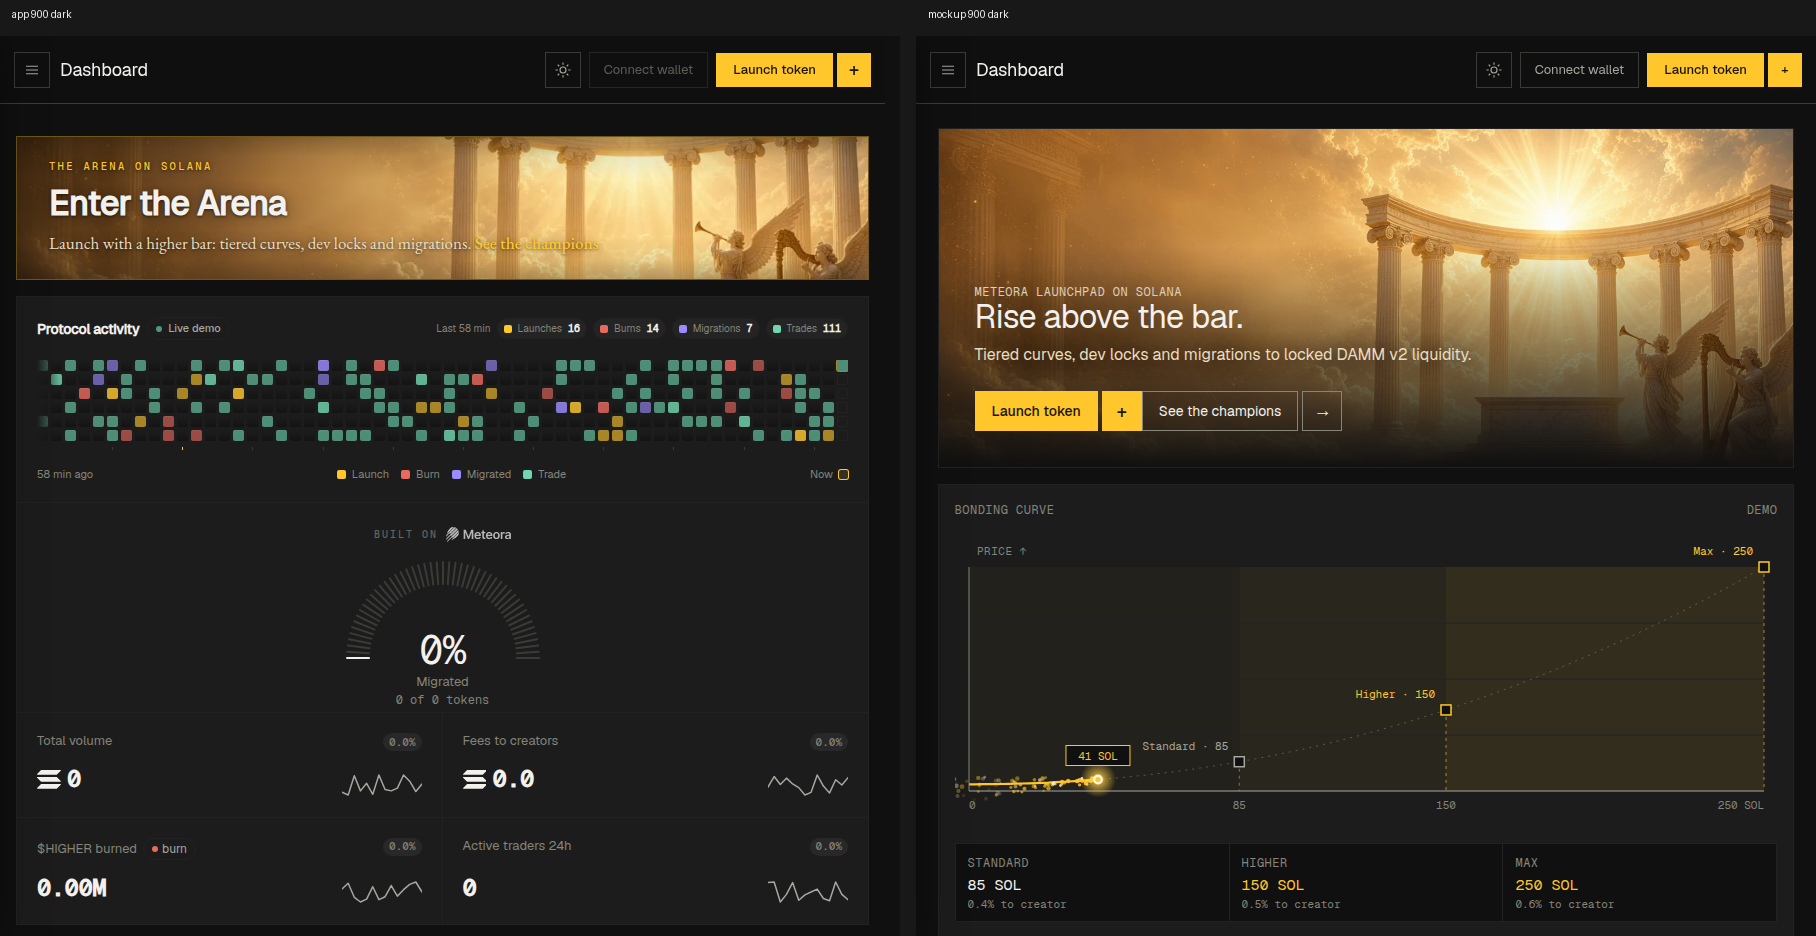 app900 dark
Dashboard
Connect wallet
Launch token
+
THE ARENA ON SOLANA
Enter the Arena
Launch with a higher bar: tiered curves, dev locks and migrations. See the champions
Protocol activity
Live demo
Last 58 min
Launches 16
Burns 14
Migrations 7
Trades 111
58 min ago
Launch
Burn
Migrated
Trade
Now
BUILT ON Meteora
0%
Migrated
0 of 0 tokens
Total volume
0.0%
0
Fees to creators
0.0%
0.0
$HIGHER burned
burn
0.0%
0.00M
Active traders 24h
0.0%
0
mockup900 dark
Dashboard
Connect wallet
Launch token
+
METEORA LAUNCHPAD ON SOLANA
Rise above the bar.
Tiered curves, dev locks and migrations to locked DAMM v2 liquidity.
Launch token
+
See the champions
→
BONDING CURVE
DEMO
PRICE ↑
Max · 250
Higher · 150
Standard · 85
41 SOL
0
85
150
250 SOL
STANDARD
85 SOL
0.4% to creator
HIGHER
150 SOL
0.5% to creator
MAX
250 SOL
0.6% to creator